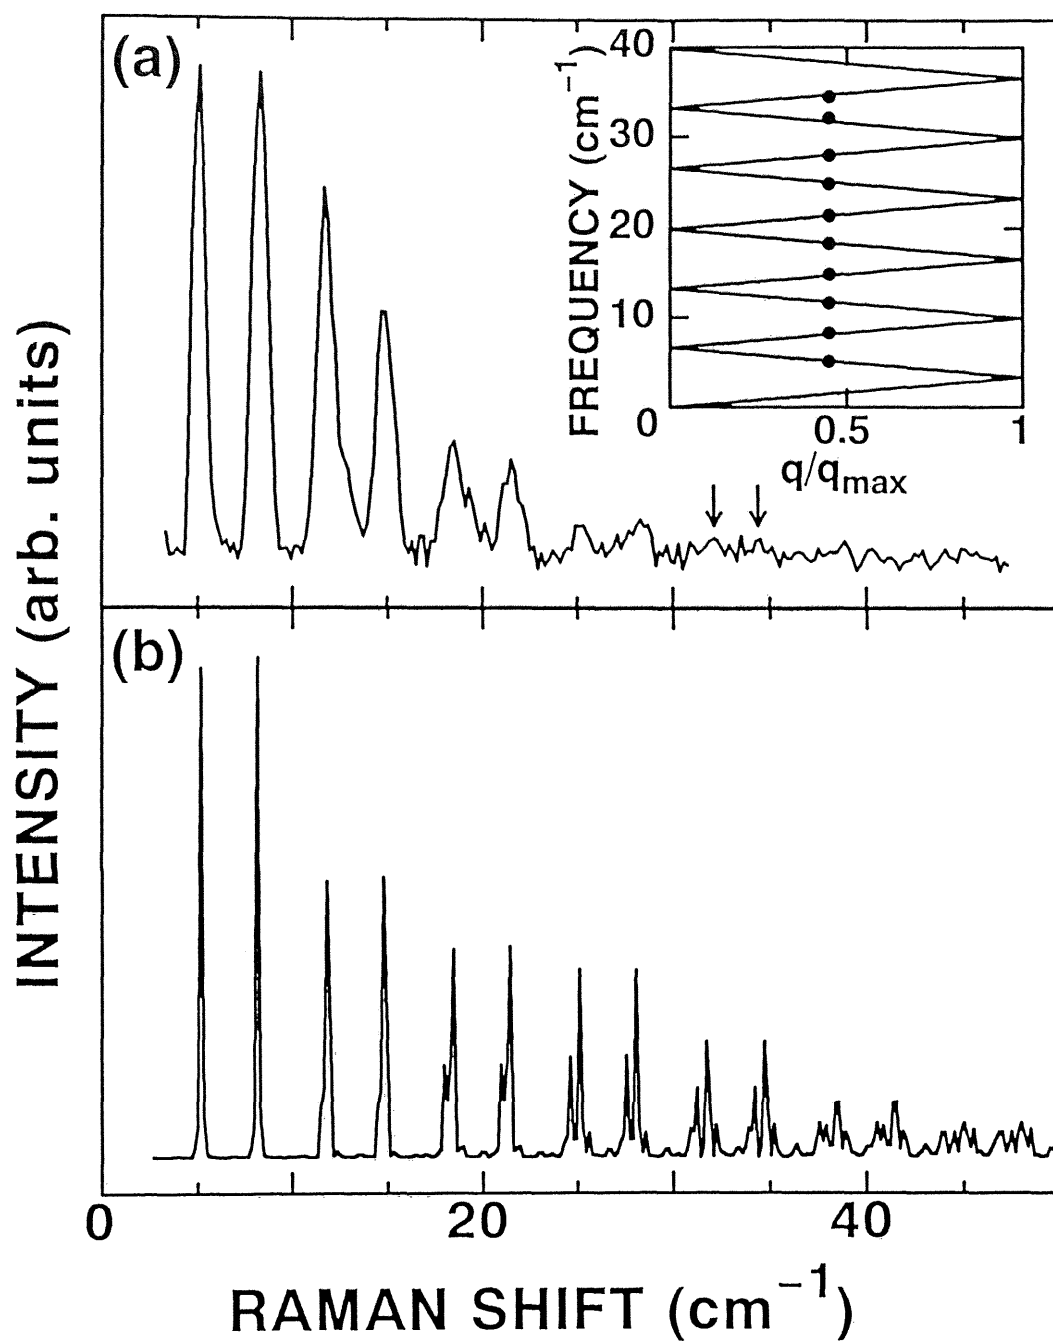 (a)
FREQUENCY (cm⁻¹)
40
30
20
10
0
0.5
1
q/qmax
(b)
INTENSITY (arb. units)
0
20
40
RAMAN SHIFT (cm⁻¹)